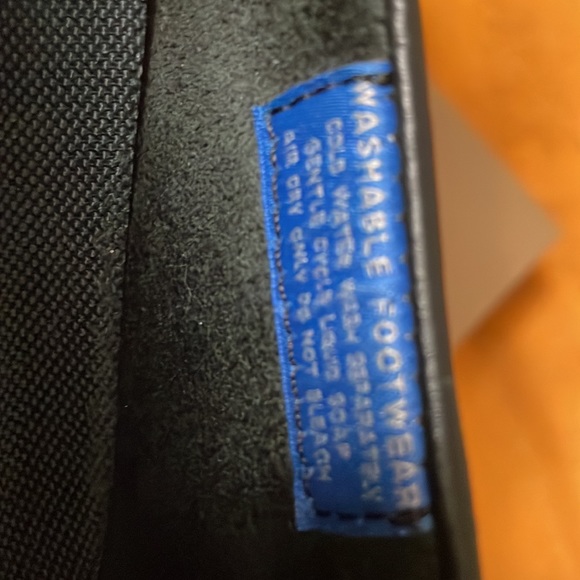 WASHABLE FOOTWEAR
COLD WATER WASH SEPARATELY
GENTLE CYCLE LIQUID SOAP
AIR DRY ONLY DO NOT BLEACH